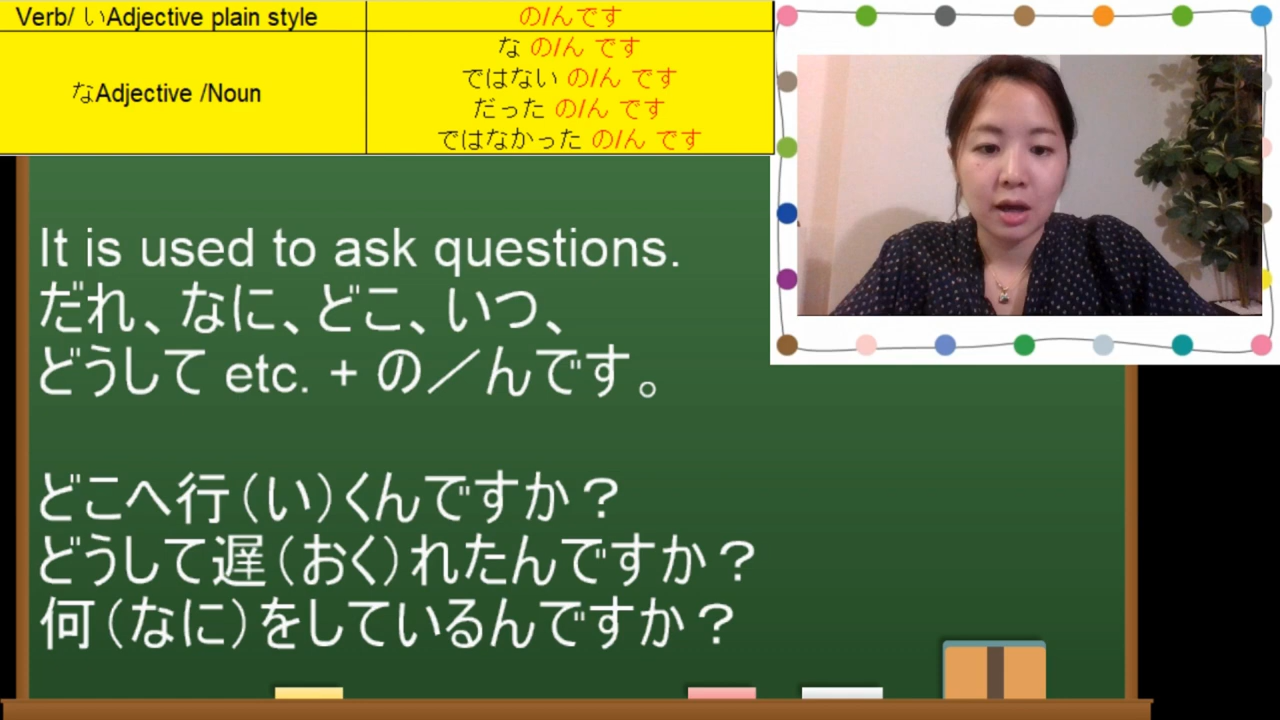 Verb/ いAdjective plain style
の/んです
なAdjective /Noun
な の/ん です
ではない の/ん です
だった の/ん です
ではなかった の/ん です
It is used to ask questions.
だれ、なに、どこ、いつ、
どうして etc. + の／んです。
どこへ行（い）くんですか？
どうして遅（おく）れたんですか？
何（なに）をしているんですか？